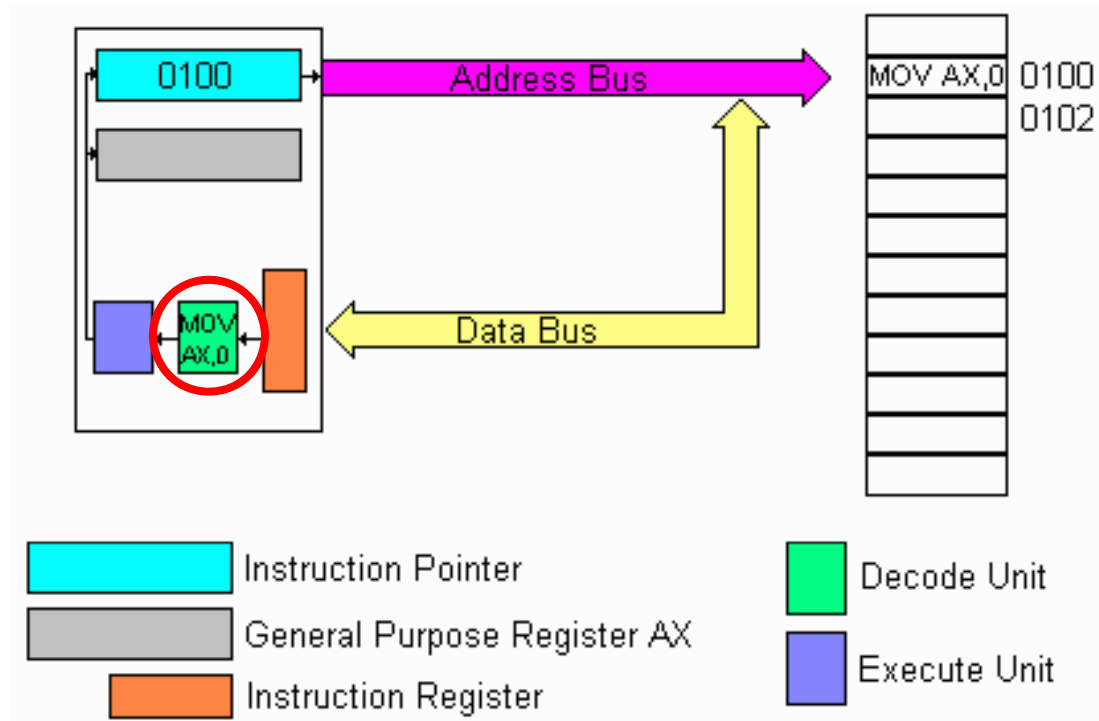 0100
Address Bus
MOV AX,0
0100
0102
MOV
AX,0
Data Bus
Instruction Pointer
General Purpose Register AX
Instruction Register
Decode Unit
Execute Unit